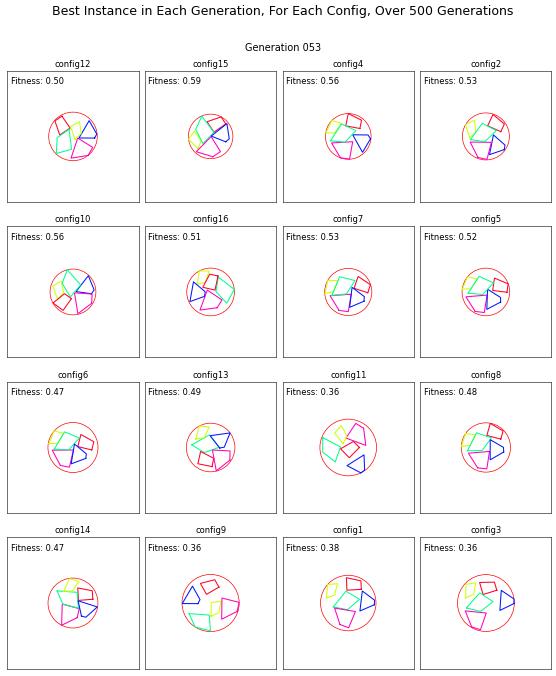 Best Instance in Each Generation, For Each Config, Over 500 Generations
Generation 053
config12
config15
config4
config2
Fitness: 0.50
Fitness: 0.59
Fitness: 0.56
Fitness: 0.53
config10
config16
config7
config5
Fitness: 0.56
Fitness: 0.51
Fitness: 0.53
Fitness: 0.52
config6
config13
config11
config8
Fitness: 0.47
Fitness: 0.49
Fitness: 0.36
Fitness: 0.48
config14
config9
config1
config3
Fitness: 0.47
Fitness: 0.36
Fitness: 0.38
Fitness: 0.36